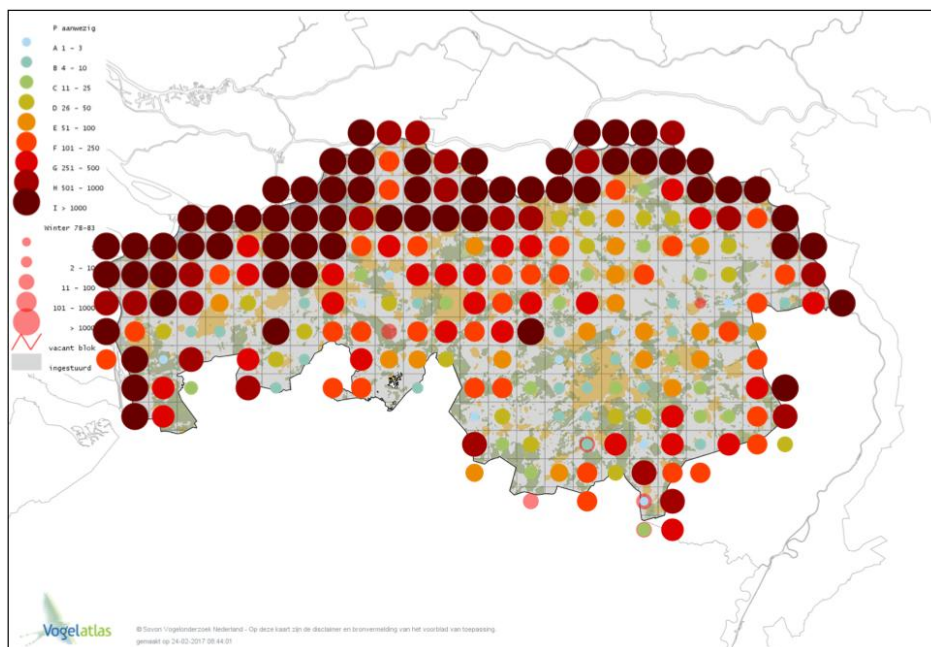 P aanwezig
A 1 - 3
B 4 - 10
C 11 - 25
D 26 - 50
E 51 - 100
F 101 - 250
G 251 - 500
H 501 - 1000
I > 1000
Winter 78-83
2 - 10
11 - 100
101 - 1000
> 1000
vacant blok
ingestuurd
Vogelatlas
© Sovon Vogelonderzoek Nederland - Op deze kaart zijn de disclaimer en bronvermelding van het voorblad van toepassing.
gemaakt op 24-02-2017 08:44:01